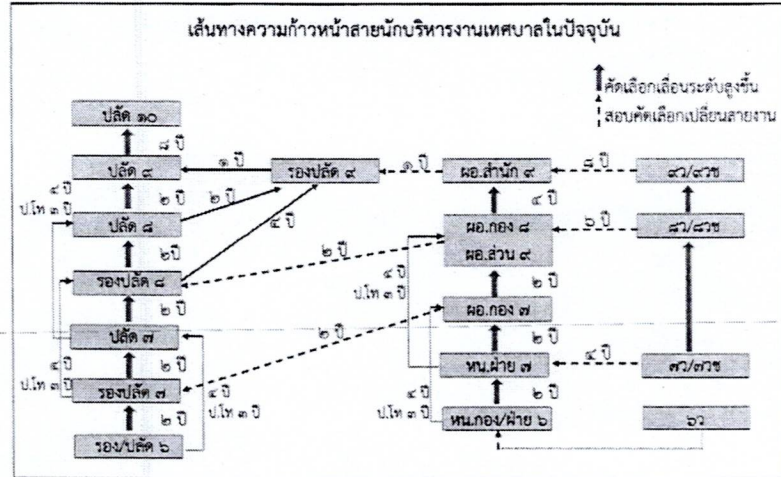 เส้นทางความก้าวหน้าสายนักบริหารงานเทศบาลในปัจจุบัน
คัดเลือกเลื่อนระดับสูงขึ้น
สอบคัดเลือกเปลี่ยนสายงาน
ปลัด ๑๐
๘ ปี
ปลัด ๙
๑ ปี
รองปลัด ๙
๑ ปี
ผอ.สำนัก ๙
๘ ปี
๙ว/๙วช
๔ ปี
ป.โท ๓ ปี
๒ ปี
๒ ปี
๔ ปี
๔ ปี
ปลัด ๘
ผอ.กอง ๘
ผอ.ส่วน ๙
๖ ปี
๘ว/๘วช
๒ปี
๒ ปี
รองปลัด ๘
๔ ปี
ป.โท ๓ ปี
๒ ปี
๒ ปี
ผอ.กอง ๗
ปลัด ๗
๒ ปี
๒ ปี
๔ ปี
ป.โท ๓ ปี
๒ ปี
หน.ฝ่าย ๗
๔ ปี
๗ว/๗วช
รองปลัด ๗
๔ ปี
ป.โท ๓ ปี
๔ ปี
ป.โท ๓ ปี
๒ ปี
๒ ปี
รอง/ปลัด ๖
หน.กอง/ฝ่าย ๖
๖ว